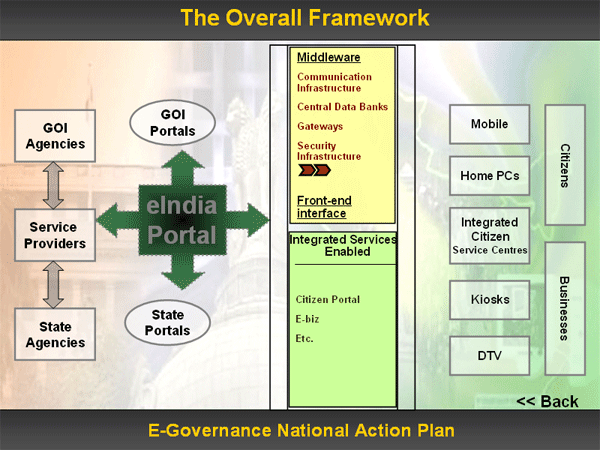 The Overall Framework
GOI
Agencies
Service
Providers
State
Agencies
GOI
Portals
eIndia
Portal
State
Portals
Middleware
Communication
Infrastructure
Central Data Banks
Gateways
Security
Infrastructure
Front-end
interface
Integrated Services
Enabled
Citizen Portal
E-biz
Etc.
Mobile
Home PCs
Integrated
Citizen
Service Centres
Kiosks
DTV
Citizens
Businesses
<< Back
E-Governance National Action Plan